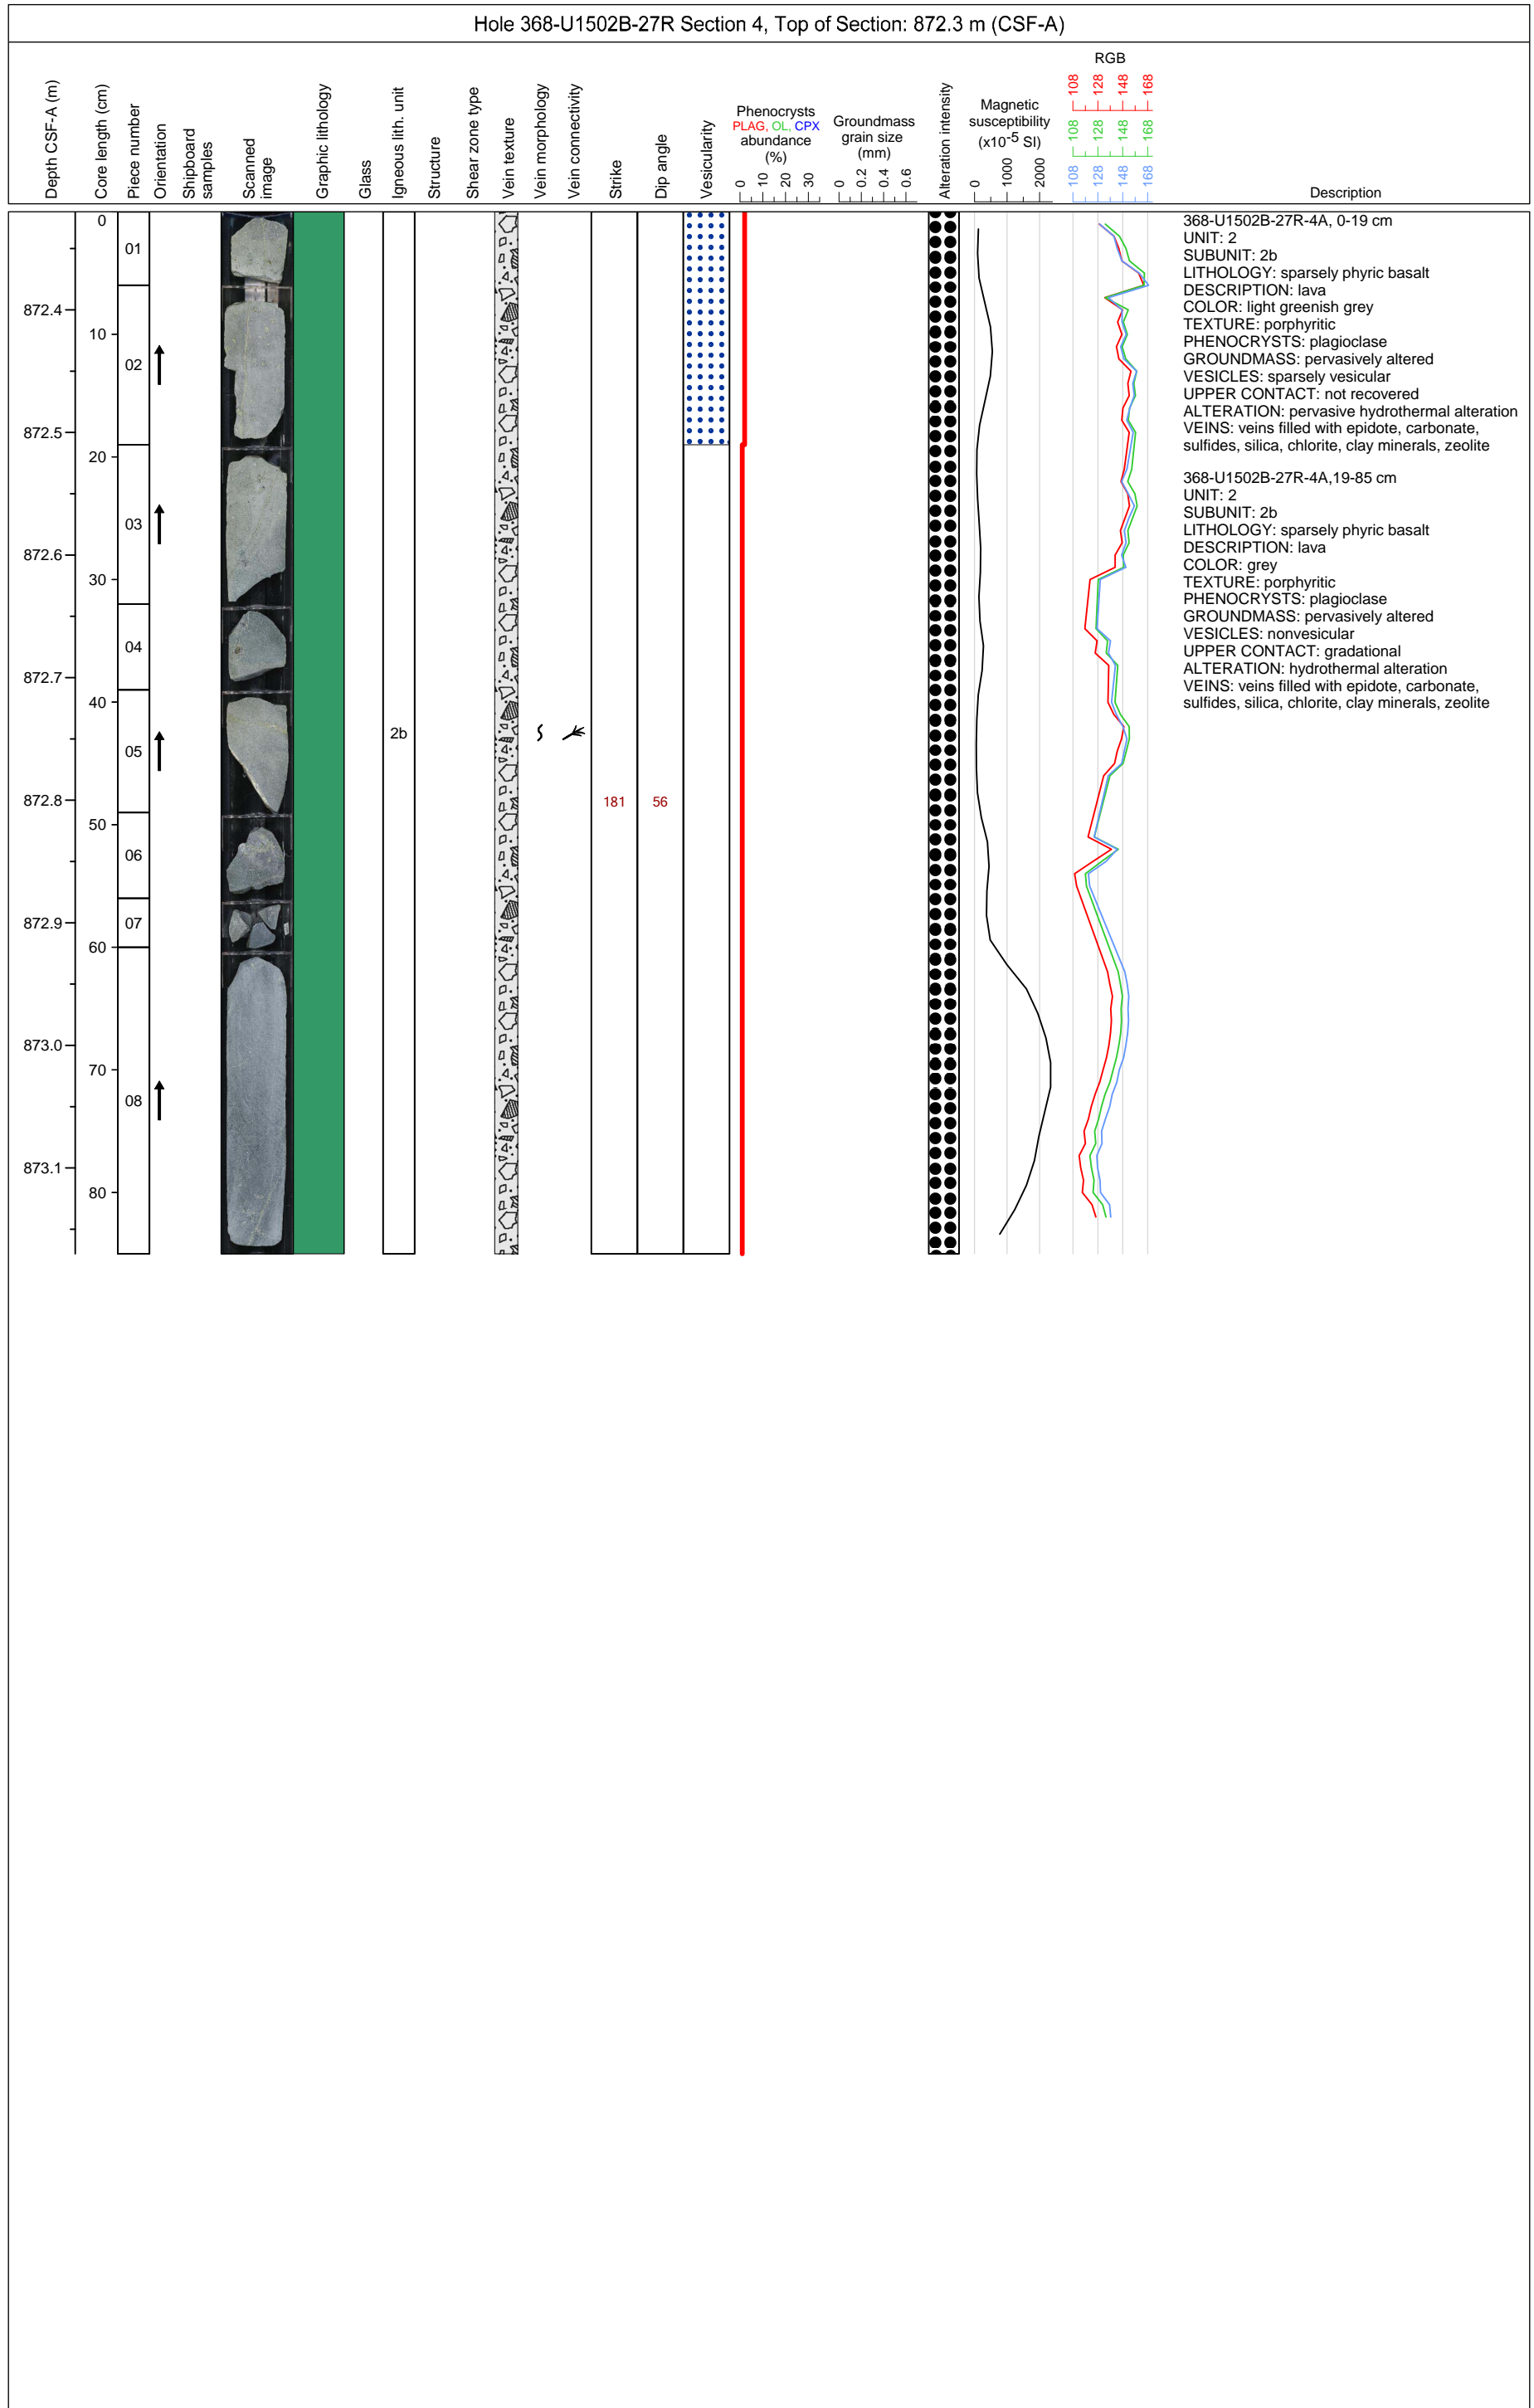 Hole 368-U1502B-27R Section 4, Top of Section: 872.3 m (CSF-A)
Depth CSF-A (m)
Core length (cm)
Piece number
Orientation
Shipboard
samples
Scanned
image
Graphic lithology
Glass
Igneous lith. unit
Structure
Shear zone type
Vein texture
Vein morphology
Vein connectivity
Strike
Dip angle
Vesicularity
Phenocrysts
PLAG, OL, CPX
abundance
(%)
0 10 20 30
Groundmass
grain size
(mm)
0 0.2 0.4 0.6
Alteration intensity
Magnetic
susceptibility
(x10-5 SI)
0 1000 2000
RGB
108 128 148 168
108 128 148 168
108 128 148 168
Description
872.4
872.5
872.6
872.7
872.8
872.9
873.0
873.1
0
10
20
30
40
50
60
70
80
01
02
03
04
05
06
07
08
2b
181
56
368-U1502B-27R-4A, 0-19 cm
UNIT: 2
SUBUNIT: 2b
LITHOLOGY: sparsely phyric basalt
DESCRIPTION: lava
COLOR: light greenish grey
TEXTURE: porphyritic
PHENOCRYSTS: plagioclase
GROUNDMASS: pervasively altered
VESICLES: sparsely vesicular
UPPER CONTACT: not recovered
ALTERATION: pervasive hydrothermal alteration
VEINS: veins filled with epidote, carbonate,
sulfides, silica, chlorite, clay minerals, zeolite
368-U1502B-27R-4A,19-85 cm
UNIT: 2
SUBUNIT: 2b
LITHOLOGY: sparsely phyric basalt
DESCRIPTION: lava
COLOR: grey
TEXTURE: porphyritic
PHENOCRYSTS: plagioclase
GROUNDMASS: pervasively altered
VESICLES: nonvesicular
UPPER CONTACT: gradational
ALTERATION: hydrothermal alteration
VEINS: veins filled with epidote, carbonate,
sulfides, silica, chlorite, clay minerals, zeolite